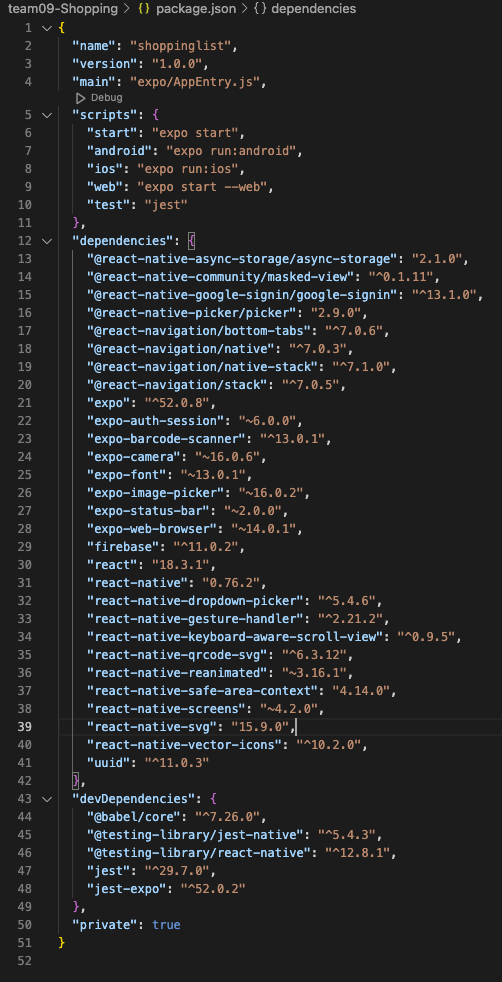 team09-Shopping > {} package.json > {} dependencies
1 {
2 "name": "shoppinglist",
3 "version": "1.0.0",
4 "main": "expo/AppEntry.js",
Debug
5 "scripts": {
6 "start": "expo start",
7 "android": "expo run:android",
8 "ios": "expo run:ios",
9 "web": "expo start --web",
10 "test": "jest"
11 },
12 "dependencies": {
13 "@react-native-async-storage/async-storage": "2.1.0",
14 "@react-native-community/masked-view": "^0.1.11",
15 "@react-native-google-signin/google-signin": "^13.1.0",
16 "@react-native-picker/picker": "2.9.0",
17 "@react-navigation/bottom-tabs": "^7.0.6",
18 "@react-navigation/native": "^7.0.3",
19 "@react-navigation/native-stack": "^7.1.0",
20 "@react-navigation/stack": "^7.0.5",
21 "expo": "^52.0.8",
22 "expo-auth-session": "~6.0.0",
23 "expo-barcode-scanner": "^13.0.1",
24 "expo-camera": "~16.0.6",
25 "expo-font": "~13.0.1",
26 "expo-image-picker": "~16.0.2",
27 "expo-status-bar": "~2.0.0",
28 "expo-web-browser": "~14.0.1",
29 "firebase": "^11.0.2",
30 "react": "18.3.1",
31 "react-native": "0.76.2",
32 "react-native-dropdown-picker": "^5.4.6",
33 "react-native-gesture-handler": "^2.21.2",
34 "react-native-keyboard-aware-scroll-view": "^0.9.5",
35 "react-native-qrcode-svg": "^6.3.12",
36 "react-native-reanimated": "~3.16.1",
37 "react-native-safe-area-context": "4.14.0",
38 "react-native-screens": "~4.2.0",
39 "react-native-svg": "15.9.0",
40 "react-native-vector-icons": "^10.2.0",
41 "uuid": "^11.0.3"
42 },
43 "devDependencies": {
44 "@babel/core": "^7.26.0",
45 "@testing-library/jest-native": "^5.4.3",
46 "@testing-library/react-native": "^12.8.1",
47 "jest": "^29.7.0",
48 "jest-expo": "^52.0.2"
49 },
50 "private": true
51 }
52